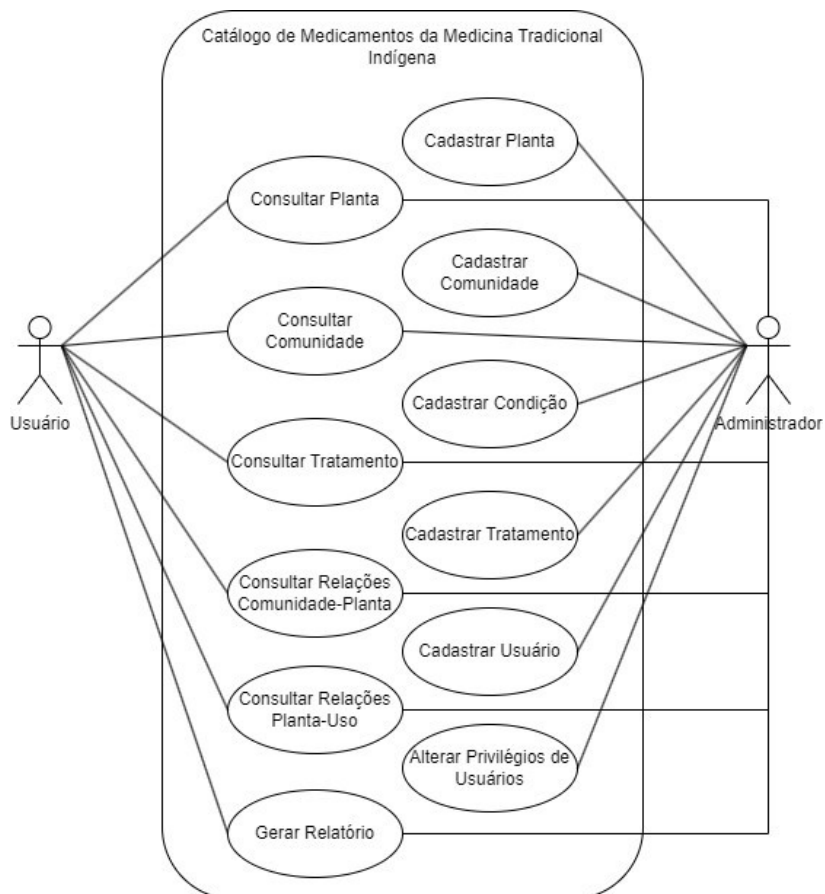 Catálogo de Medicamentos da Medicina Tradicional
Indígena
Cadastrar Planta
Consultar Planta
Cadastrar
Comunidade
Consultar
Comunidade
Usuário
Administrador
Cadastrar Condição
Consultar Tratamento
Cadastrar Tratamento
Consultar Relações
Comunidade-Planta
Cadastrar Usuário
Consultar Relações
Planta-Uso
Alterar Privilégios de
Usuários
Gerar Relatório